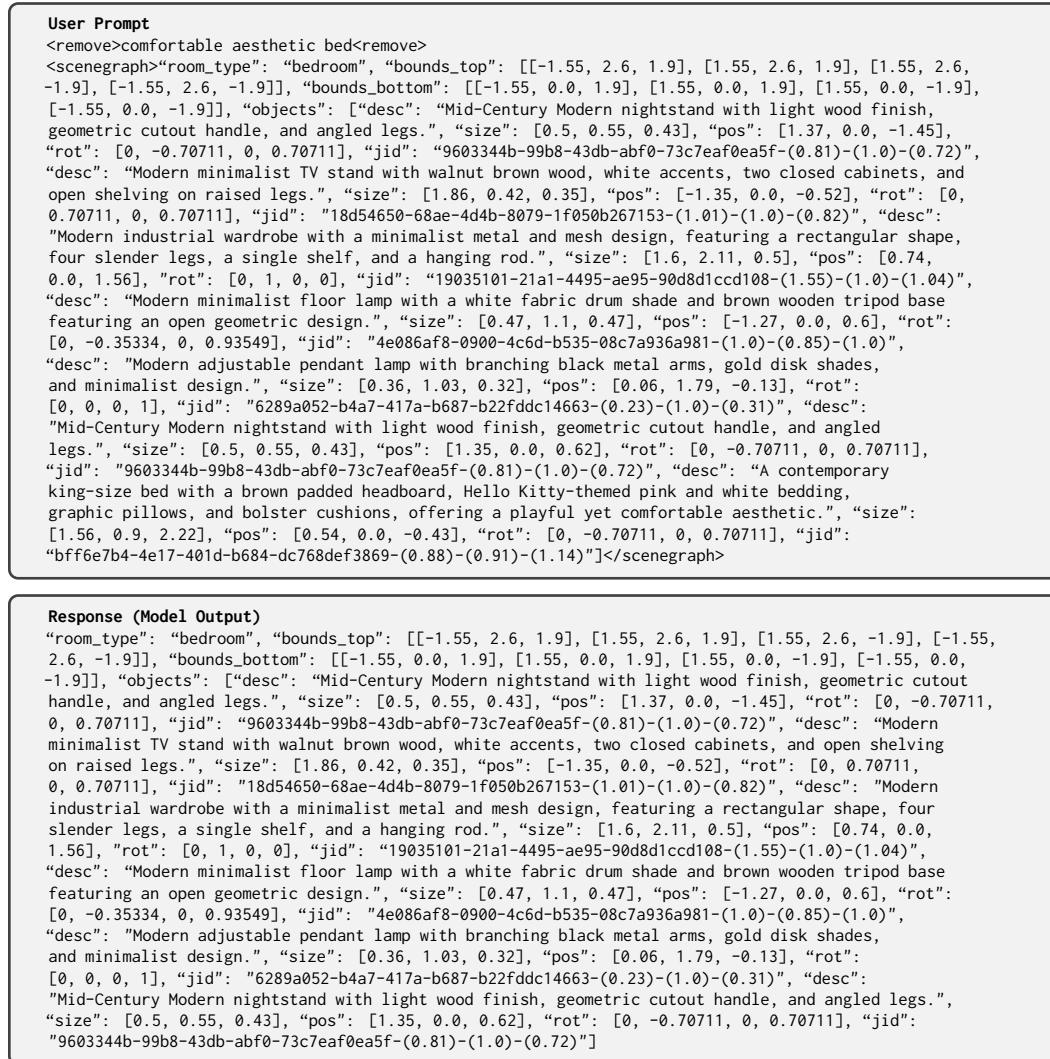 User Prompt
<remove>comfortable aesthetic bed<remove>
<scenegraph>“room_type”: “bedroom”, “bounds_top”: [[-1.55, 2.6, 1.9], [1.55, 2.6, 1.9], [1.55, 2.6,
-1.9], [-1.55, 2.6, -1.9]], “bounds_bottom”: [[-1.55, 0.0, 1.9], [1.55, 0.0, 1.9], [1.55, 0.0, -1.9],
[-1.55, 0.0, -1.9]], “objects”: [“desc”: “Mid-Century Modern nightstand with light wood finish,
geometric cutout handle, and angled legs.”, “size”: [0.5, 0.55, 0.43], “pos”: [1.37, 0.0, -1.45],
“rot”: [0, -0.70711, 0, 0.70711], “jid”: “9603344b-99b8-43db-abf0-73c7eaf0ea5f-(0.81)-(1.0)-(0.72)”,
“desc”: “Modern minimalist TV stand with walnut brown wood, white accents, two closed cabinets, and
open shelving on raised legs.”, “size”: [1.86, 0.42, 0.35], “pos”: [-1.35, 0.0, -0.52], “rot”: [0,
0.70711, 0, 0.70711], “jid”: "18d54650-68ae-4d4b-8079-1f050b267153-(1.01)-(1.0)-(0.82)”, “desc”:
"Modern industrial wardrobe with a minimalist metal and mesh design, featuring a rectangular shape,
four slender legs, a single shelf, and a hanging rod.”, “size”: [1.6, 2.11, 0.5], “pos”: [0.74,
0.0, 1.56], "rot”: [0, 1, 0, 0], “jid”: “19035101-21a1-4495-ae95-90d8d1ccd108-(1.55)-(1.0)-(1.04)”,
“desc”: “Modern minimalist floor lamp with a white fabric drum shade and brown wooden tripod base
featuring an open geometric design.”, “size”: [0.47, 1.1, 0.47], “pos”: [-1.27, 0.0, 0.6], “rot”:
[0, -0.35334, 0, 0.93549], “jid”: "4e086af8-0900-4c6d-b535-08c7a936a981-(1.0)-(0.85)-(1.0)”,
“desc”: "Modern adjustable pendant lamp with branching black metal arms, gold disk shades,
and minimalist design.”, “size”: [0.36, 1.03, 0.32], “pos”: [0.06, 1.79, -0.13], “rot”:
[0, 0, 0, 1], “jid”: "6289a052-b4a7-417a-b687-b22fddc14663-(0.23)-(1.0)-(0.31)”, “desc”:
"Mid-Century Modern nightstand with light wood finish, geometric cutout handle, and angled
legs.”, “size”: [0.5, 0.55, 0.43], “pos”: [1.35, 0.0, 0.62], “rot”: [0, -0.70711, 0, 0.70711],
“jid”: “9603344b-99b8-43db-abf0-73c7eaf0ea5f-(0.81)-(1.0)-(0.72)”, “desc”: “A contemporary
king-size bed with a brown padded headboard, Hello Kitty-themed pink and white bedding,
graphic pillows, and bolster cushions, offering a playful yet comfortable aesthetic.”, “size”:
[1.56, 0.9, 2.22], “pos”: [0.54, 0.0, -0.43], “rot”: [0, -0.70711, 0, 0.70711], “jid”:
“bff6e7b4-4e17-401d-b684-dc768def3869-(0.88)-(0.91)-(1.14)”]</scenegraph>
Response (Model Output)
“room_type”: “bedroom”, “bounds_top”: [[-1.55, 2.6, 1.9], [1.55, 2.6, 1.9], [1.55, 2.6, -1.9], [-1.55,
2.6, -1.9]], “bounds_bottom”: [[-1.55, 0.0, 1.9], [1.55, 0.0, 1.9], [1.55, 0.0, -1.9], [-1.55, 0.0,
-1.9]], “objects”: [“desc”: “Mid-Century Modern nightstand with light wood finish, geometric cutout
handle, and angled legs.”, “size”: [0.5, 0.55, 0.43], “pos”: [1.37, 0.0, -1.45], “rot”: [0, -0.70711,
0, 0.70711], “jid”: “9603344b-99b8-43db-abf0-73c7eaf0ea5f-(0.81)-(1.0)-(0.72)”, “desc”: “Modern
minimalist TV stand with walnut brown wood, white accents, two closed cabinets, and open shelving
on raised legs.”, “size”: [1.86, 0.42, 0.35], “pos”: [-1.35, 0.0, -0.52], “rot”: [0, 0.70711,
0, 0.70711], “jid”: "18d54650-68ae-4d4b-8079-1f050b267153-(1.01)-(1.0)-(0.82)”, “desc”: "Modern
industrial wardrobe with a minimalist metal and mesh design, featuring a rectangular shape, four
slender legs, a single shelf, and a hanging rod.”, “size”: [1.6, 2.11, 0.5], “pos”: [0.74, 0.0,
1.56], "rot”: [0, 1, 0, 0], “jid”: “19035101-21a1-4495-ae95-90d8d1ccd108-(1.55)-(1.0)-(1.04)”,
“desc”: “Modern minimalist floor lamp with a white fabric drum shade and brown wooden tripod base
featuring an open geometric design.”, “size”: [0.47, 1.1, 0.47], “pos”: [-1.27, 0.0, 0.6], “rot”:
[0, -0.35334, 0, 0.93549], “jid”: "4e086af8-0900-4c6d-b535-08c7a936a981-(1.0)-(0.85)-(1.0)”,
“desc”: "Modern adjustable pendant lamp with branching black metal arms, gold disk shades,
and minimalist design.”, “size”: [0.36, 1.03, 0.32], “pos”: [0.06, 1.79, -0.13], “rot”:
[0, 0, 0, 1], “jid”: "6289a052-b4a7-417a-b687-b22fddc14663-(0.23)-(1.0)-(0.31)”, “desc”:
"Mid-Century Modern nightstand with light wood finish, geometric cutout handle, and angled legs.”,
“size”: [0.5, 0.55, 0.43], “pos”: [1.35, 0.0, 0.62], “rot”: [0, -0.70711, 0, 0.70711], “jid”:
"9603344b-99b8-43db-abf0-73c7eaf0ea5f-(0.81)-(1.0)-(0.72)"]